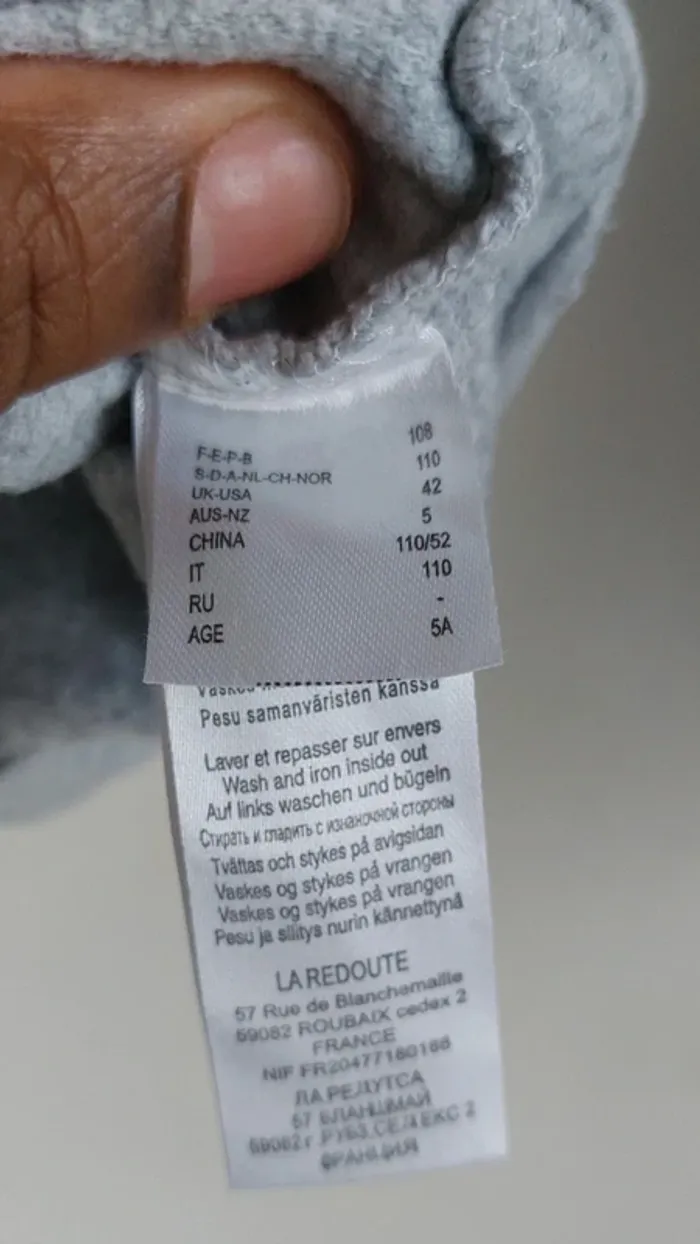 F-E-P-B 108
S-D-A-NL-CH-NOR 110
UK-USA 42
AUS-NZ 5
CHINA 110/52
IT 110
RU -
AGE 5A
Pesu samanväristen kanssa
Laver et repasser sur envers
Wash and iron inside out
Auf links waschen und bügeln
Стирать и гладить с изнаночной стороны
Tvättas och stykes på avigsidan
Vaskes og stykes på vrangen
Vaskes og stykes på vrangen
Pesu ja silitys nurin kännettynä
LA REDOUTE
57 Rue de Blanchemaille
59082 ROUBAIX cedex 2
FRANCE
NIF FR20477180186
ЛА РЕДУТСА
57 БЛАНШМАЙ
ФРАНЦИЯ